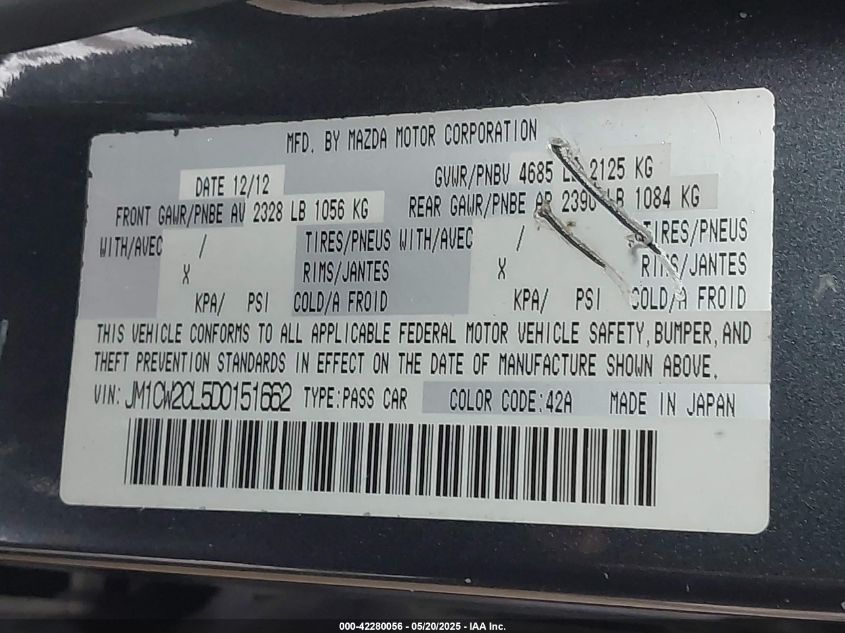 MFD. BY MAZDA MOTOR CORPORATION
DATE 12/12 GVWR/PNBV 4685 LB 2125 KG
FRONT GAWR/PNBE AV 2328 LB 1056 KG REAR GAWR/PNBE AR 2390 LB 1084 KG
WITH/AVEC / TIRES/PNEUS WITH/AVEC / TIRES/PNEUS
X RIMS/JANTES X RIMS/JANTES
KPA/ PSI COLD/A FROID KPA/ PSI COLD/A FROID
THIS VEHICLE CONFORMS TO ALL APPLICABLE FEDERAL MOTOR VEHICLE SAFETY, BUMPER, AND
THEFT PREVENTION STANDARDS IN EFFECT ON THE DATE OF MANUFACTURE SHOWN ABOVE.
VIN: JM1CW2CL5D0151662 TYPE:PASS CAR COLOR CODE:42A MADE IN JAPAN
000-42280056 - 05/20/2025 - IAA Inc.